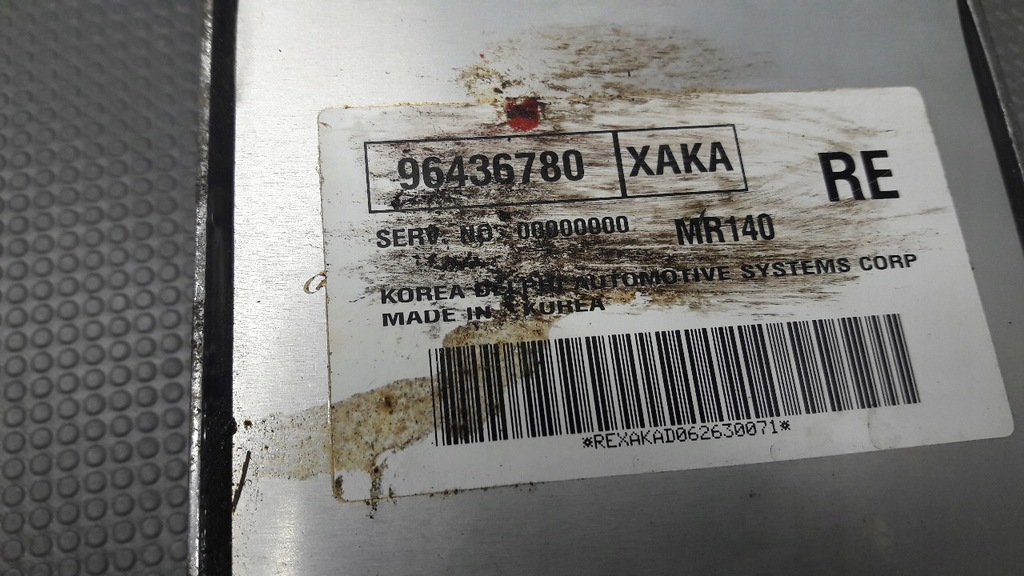 96436780 XAKA RE
SERV. NO: 00000000 MR140
KOREA DELPHI AUTOMOTIVE SYSTEMS CORP
MADE IN KOREA
*REXAKAD062630071*